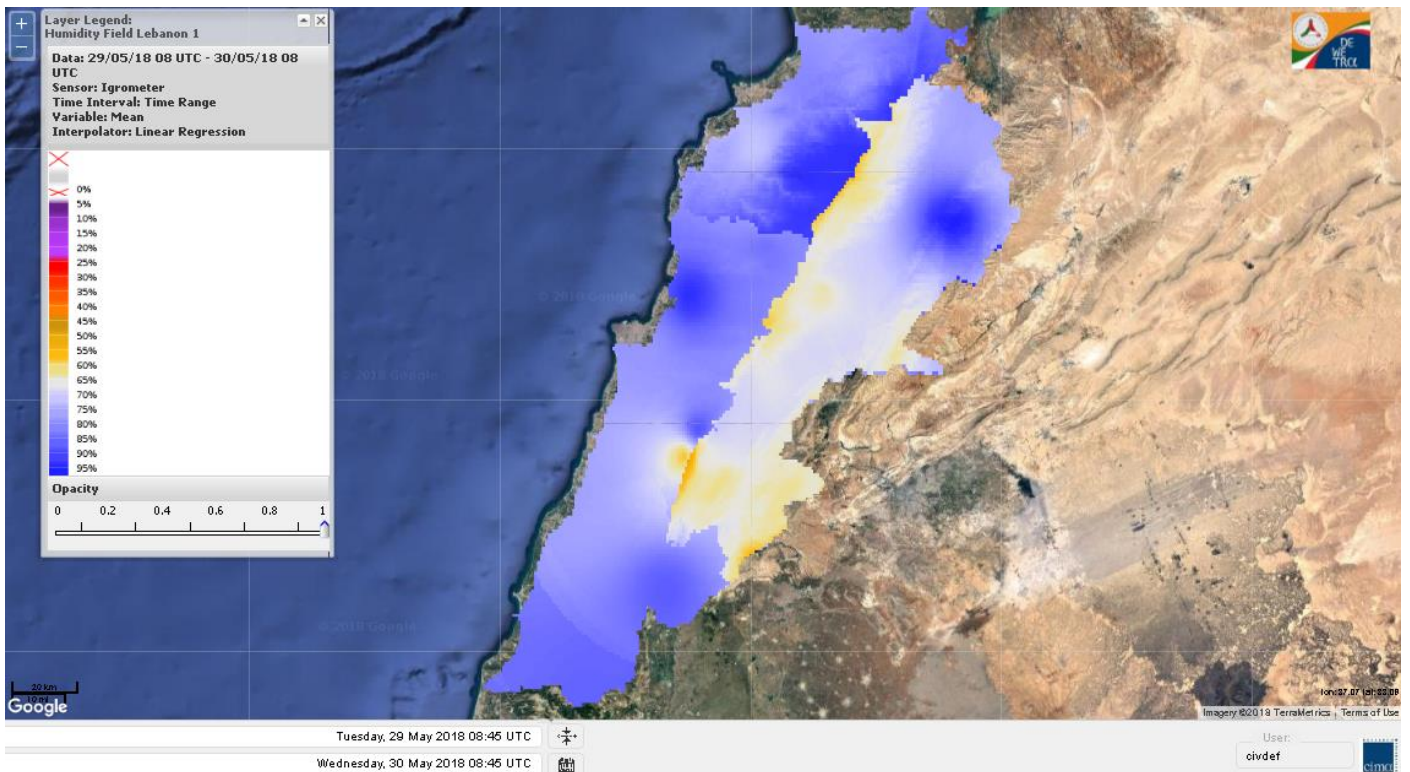 +
−
Layer Legend:
Humidity Field Lebanon 1
Data: 29/05/18 08 UTC - 30/05/18 08
UTC
Sensor: Igrometer
Time Interval: Time Range
Variable: Mean
Interpolator: Linear Regression
0%
5%
10%
15%
20%
25%
30%
35%
40%
45%
50%
55%
60%
65%
70%
75%
80%
85%
90%
95%
Opacity
0 0.2 0.4 0.6 0.8 1
DE
WE
TRα
© 2018 Google
© 2018 Google
© 2018 Google
20 km
Google
Imagery ©2018 TerraMetrics | Terms of Use
Tuesday, 29 May 2018 08:45 UTC
Wednesday, 30 May 2018 08:45 UTC
User:
civdef
cima